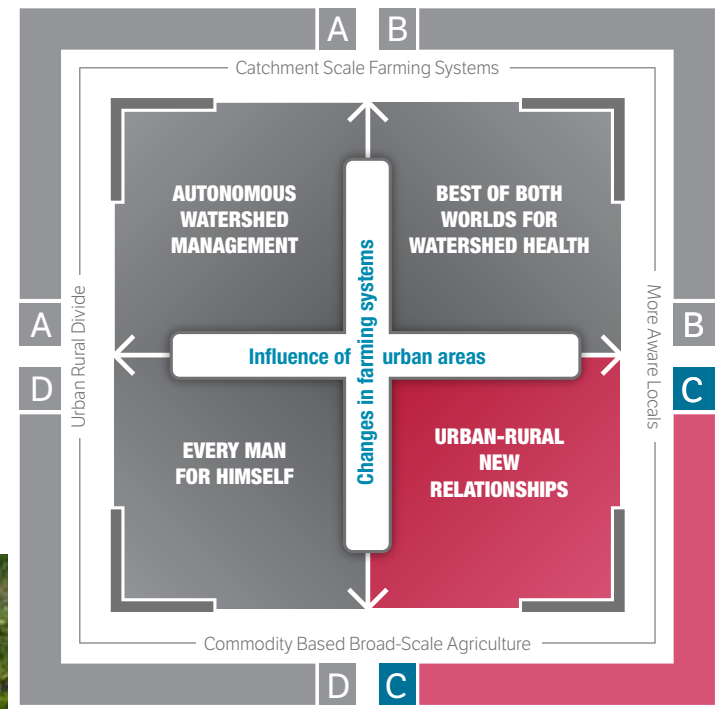 A B
Catchment Scale Farming Systems
AUTONOMOUS
WATERSHED
MANAGEMENT
BEST OF BOTH
WORLDS FOR
WATERSHED HEALTH
A
Urban Rural Divide
Changes in farming systems
Influence of urban areas
More Aware Locals
B
D
C
EVERY MAN
FOR HIMSELF
URBAN-RURAL
NEW
RELATIONSHIPS
Commodity Based Broad-Scale Agriculture
D C